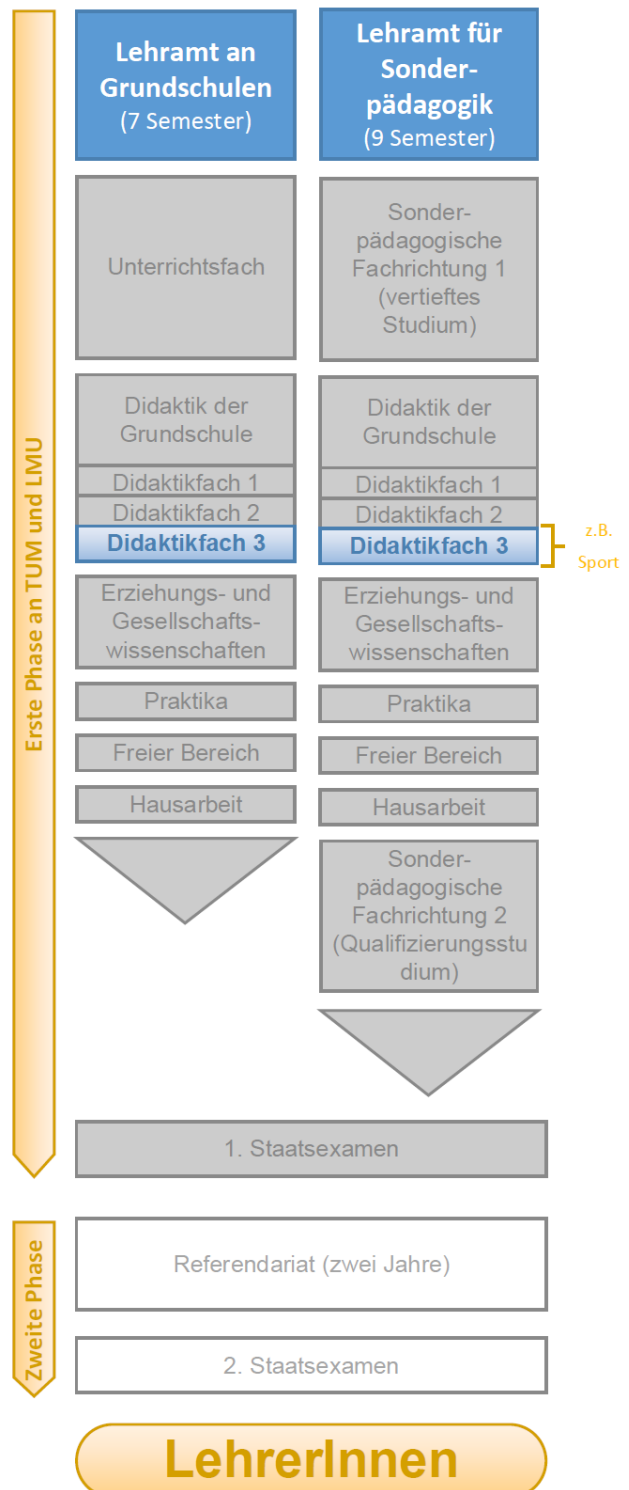 Lehramt an
Grundschulen
(7 Semester)
Lehramt für
Sonder-
pädagogik
(9 Semester)
Erste Phase an TUM und LMU
Unterrichtsfach
Sonder-
pädagogische
Fachrichtung 1
(vertieftes
Studium)
Didaktik der
Grundschule
Didaktikfach 1
Didaktikfach 2
Didaktikfach 3
Didaktik der
Grundschule
Didaktikfach 1
Didaktikfach 2
Didaktikfach 3
z.B.
Sport
Erziehungs- und
Gesellschafts-
wissenschaften
Erziehungs- und
Gesellschafts-
wissenschaften
Praktika
Praktika
Freier Bereich
Freier Bereich
Hausarbeit
Hausarbeit
Sonder-
pädagogische
Fachrichtung 2
(Qualifizierungsstu
dium)
1. Staatsexamen
Zweite Phase
Referendariat (zwei Jahre)
2. Staatsexamen
LehrerInnen